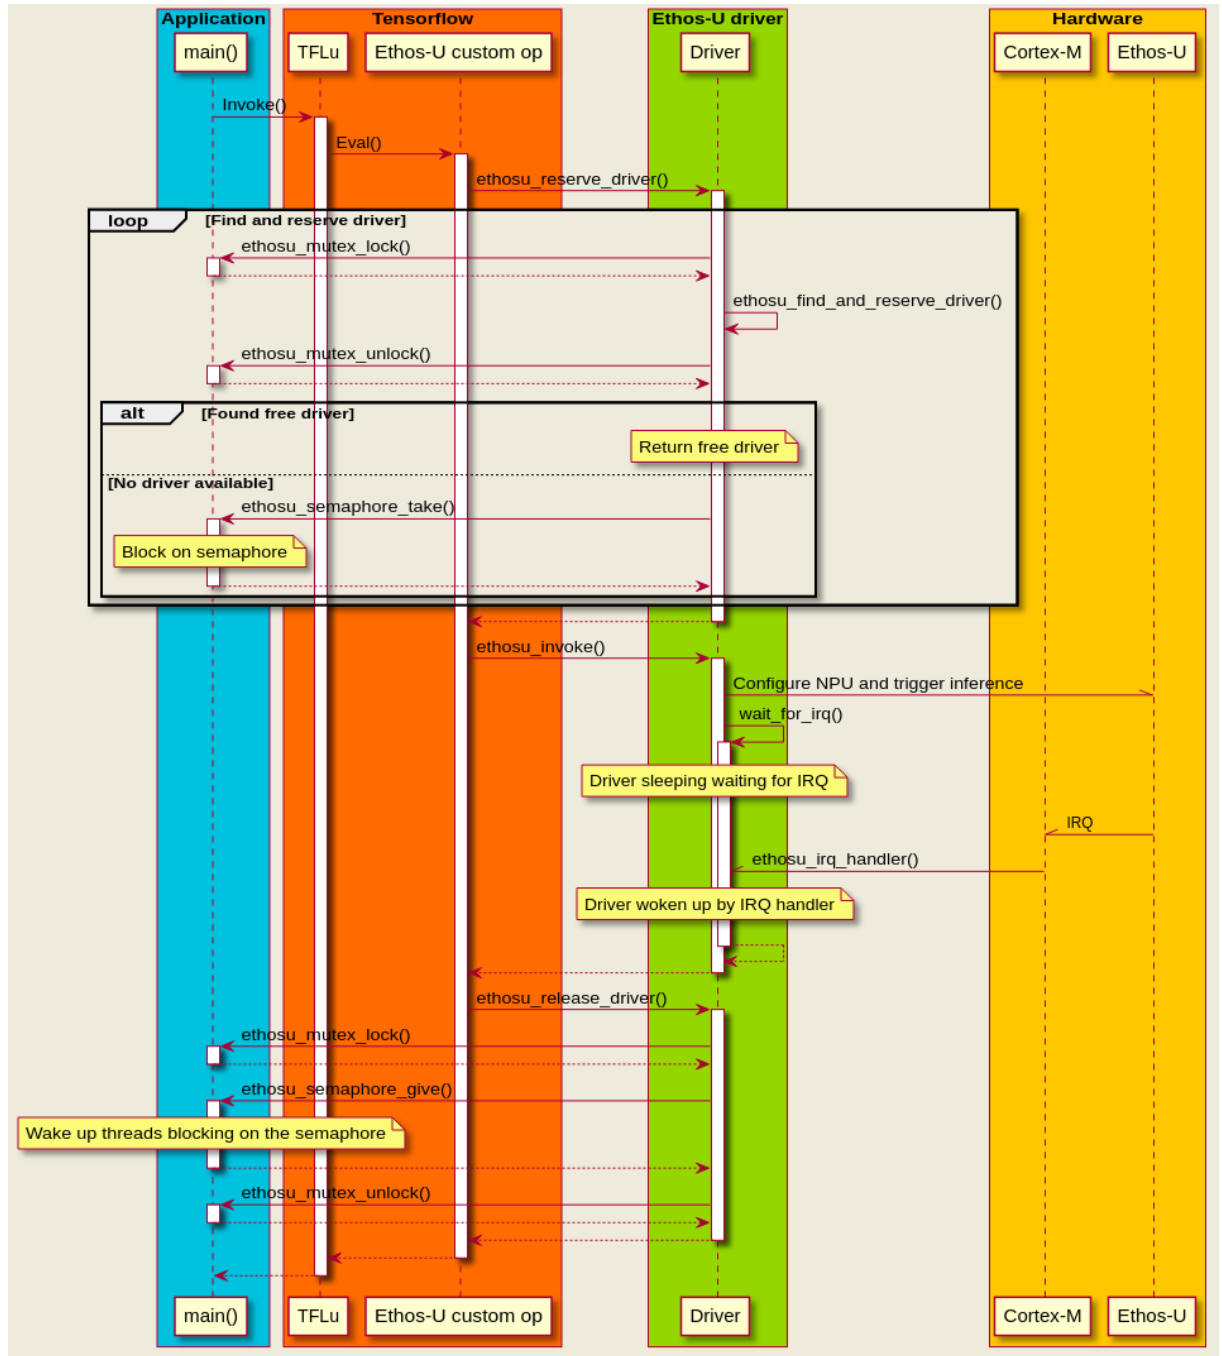 Application Tensorflow Ethos-U driver Hardware
main() TFLu Ethos-U custom op Driver Cortex-M Ethos-U
Invoke()
Eval()
ethosu_reserve_driver()
loop [Find and reserve driver]
ethosu_mutex_lock()
ethosu_find_and_reserve_driver()
ethosu_mutex_unlock()
alt [Found free driver]
Return free driver
[No driver available]
ethosu_semaphore_take()
Block on semaphore
ethosu_invoke()
Configure NPU and trigger inference
wait_for_irq()
Driver sleeping waiting for IRQ
IRQ
ethosu_irq_handler()
Driver woken up by IRQ handler
ethosu_release_driver()
ethosu_mutex_lock()
ethosu_semaphore_give()
Wake up threads blocking on the semaphore
ethosu_mutex_unlock()
main() TFLu Ethos-U custom op Driver Cortex-M Ethos-U